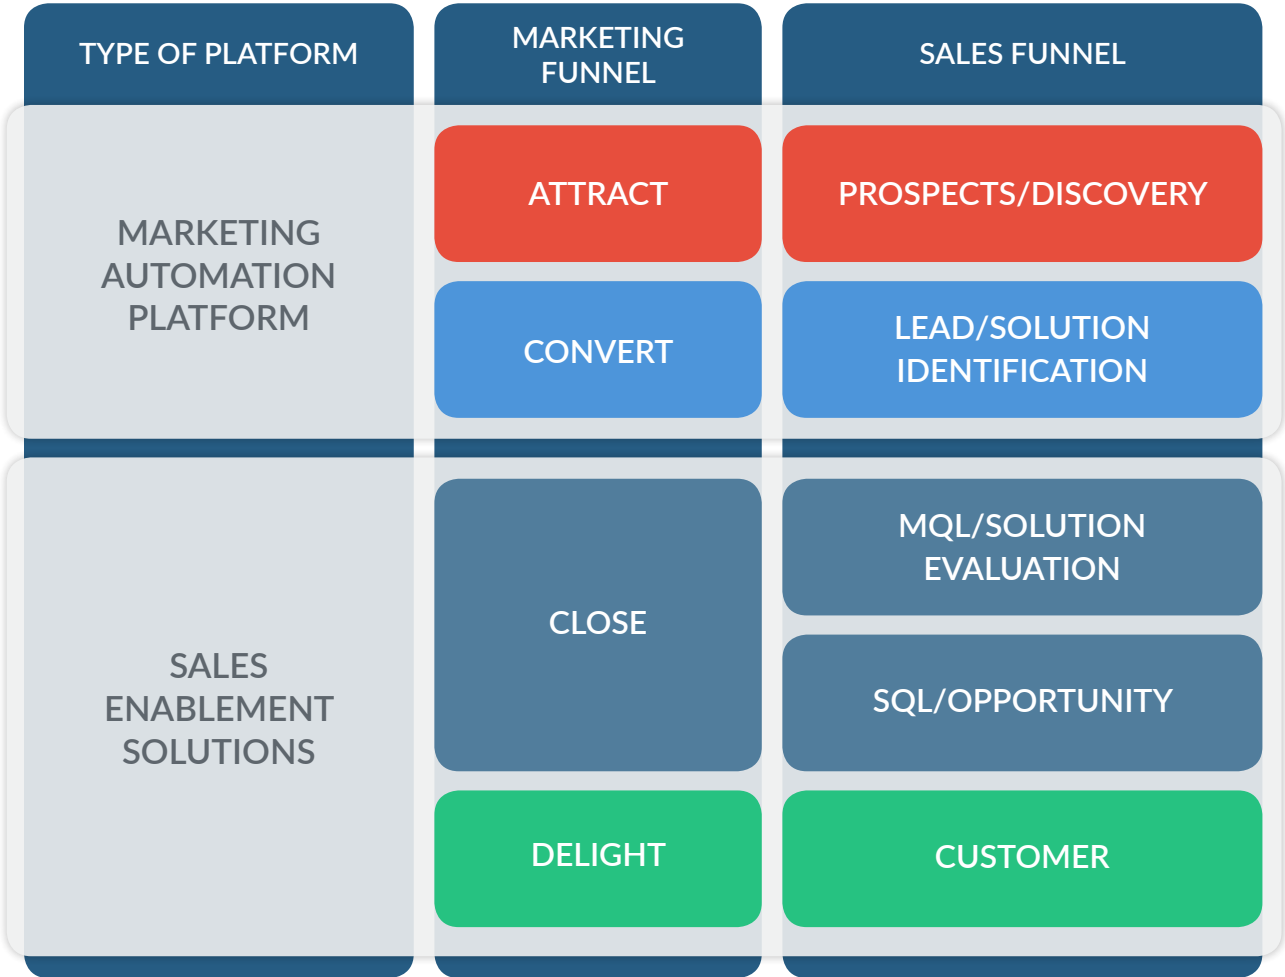 TYPE OF PLATFORM
MARKETING
FUNNEL
SALES FUNNEL
MARKETING
AUTOMATION
PLATFORM
ATTRACT
PROSPECTS/DISCOVERY
CONVERT
LEAD/SOLUTION
IDENTIFICATION
SALES
ENABLEMENT
SOLUTIONS
CLOSE
MQL/SOLUTION
EVALUATION
SQL/OPPORTUNITY
DELIGHT
CUSTOMER